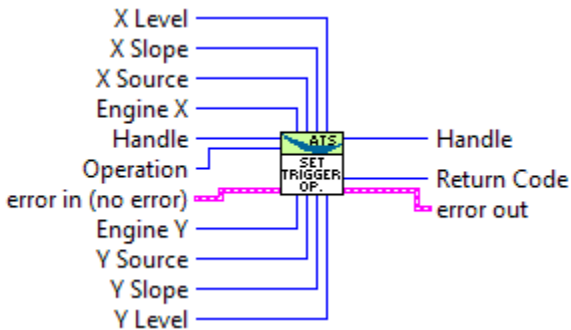 X Level
X Slope
X Source
Engine X
Handle
Operation
error in (no error)
Engine Y
Y Source
Y Slope
Y Level
ATS
SET
TRIGGER
OP.
Handle
Return Code
error out